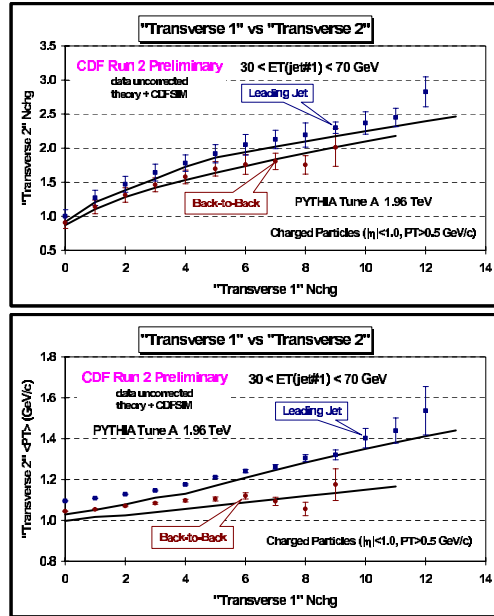 "Transverse 1" vs "Transverse 2"
3.5
3.0
2.5
2.0
1.5
1.0
0.5
"Transverse 2" Nchg
CDF Run 2 Preliminary
data uncorrected
theory + CDFSIM
30 < ET(jet#1) < 70 GeV
Leading Jet
Back-to-Back
PYTHIA Tune A 1.96 TeV
Charged Particles (|η|<1.0, PT>0.5 GeV/c)
0 2 4 6 8 10 12 14
"Transverse 1" Nchg
"Transverse 1" vs "Transverse 2"
1.8
1.6
1.4
1.2
1.0
0.8
"Transverse 2" <PT> (GeV/c)
CDF Run 2 Preliminary
data uncorrected
theory + CDFSIM
30 < ET(jet#1) < 70 GeV
PYTHIA Tune A 1.96 TeV
Leading Jet
Back-to-Back
Charged Particles (|η|<1.0, PT>0.5 GeV/c)
0 2 4 6 8 10 12 14
"Transverse 1" Nchg